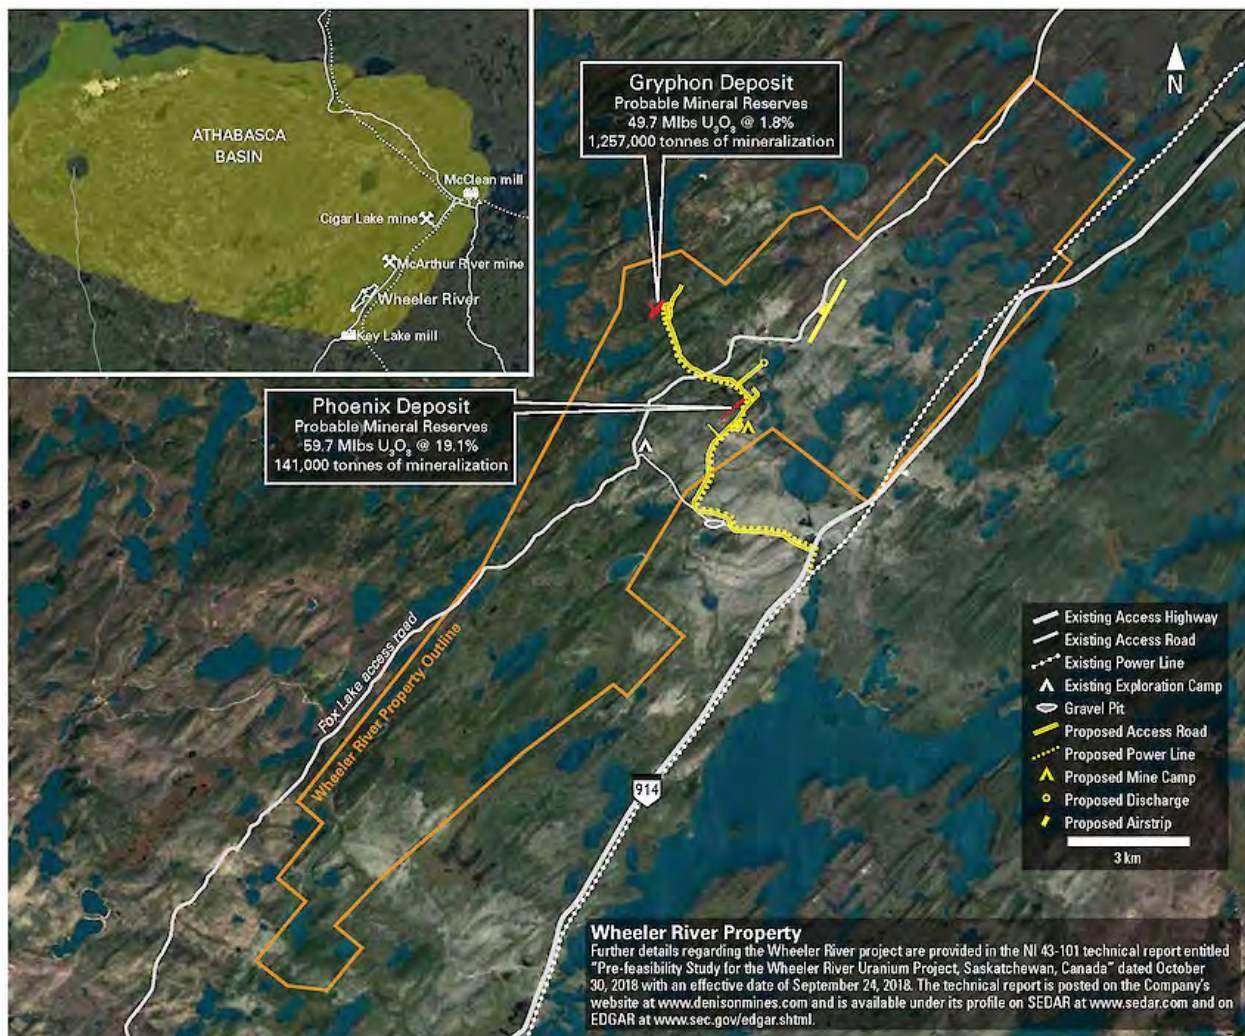 ATHABASCA
BASIN
McClean mill
Cigar Lake mine
McArthur River mine
Wheeler River
Key Lake mill
Gryphon Deposit
Probable Mineral Reserves
49.7 Mlbs U₃O₈ @ 1.8%
1,257,000 tonnes of mineralization
N
Phoenix Deposit
Probable Mineral Reserves
59.7 Mlbs U₃O₈ @ 19.1%
141,000 tonnes of mineralization
Fox Lake access road
Wheeler River Property Outline
914
Existing Access Highway
Existing Access Road
Existing Power Line
Existing Exploration Camp
Gravel Pit
Proposed Access Road
Proposed Power Line
Proposed Mine Camp
Proposed Discharge
Proposed Airstrip
3 km
Wheeler River Property
Further details regarding the Wheeler River project are provided in the NI 43-101 technical report entitled
"Pre-feasibility Study for the Wheeler River Uranium Project, Saskatchewan, Canada" dated October
30, 2018 with an effective date of September 24, 2018. The technical report is posted on the Company's
website at www.denisonmines.com and is available under its profile on SEDAR at www.sedar.com and on
EDGAR at www.sec.gov/edgar.shtml.